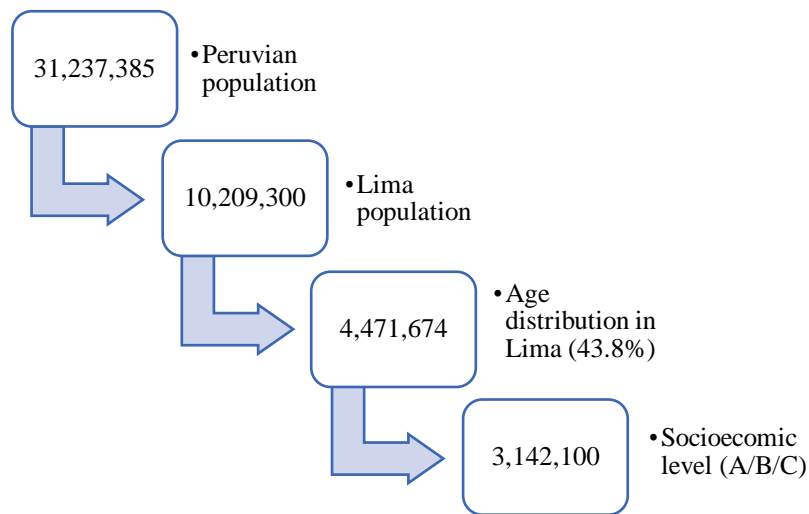 31,237,385
•Peruvian
population
10,209,300
•Lima
population
4,471,674
•Age
distribution in
Lima (43.8%)
3,142,100
•Socioecomic
level (A/B/C)